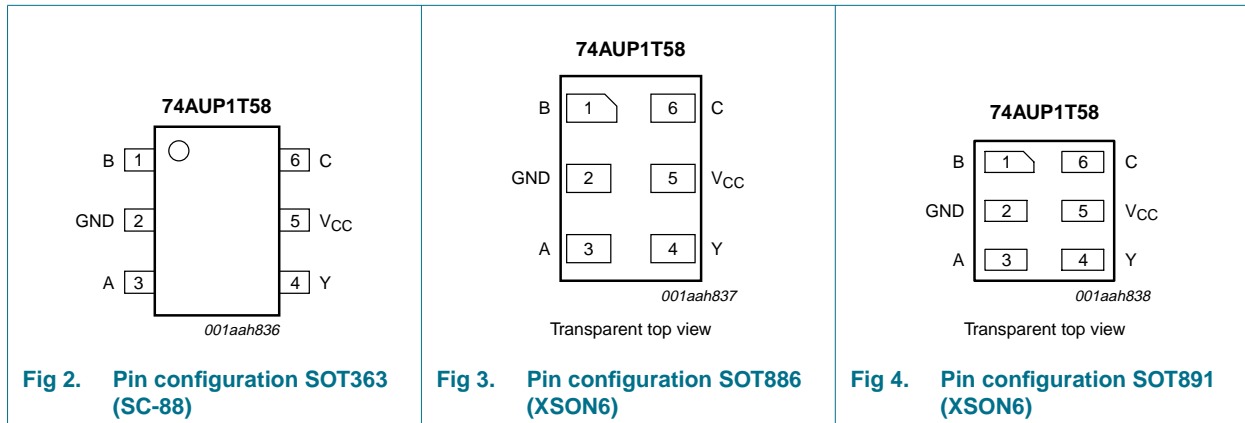 74AUP1T58
B 1 6 C
GND 2 5 VCC
A 3 4 Y
001aah836
Fig 2. Pin configuration SOT363
(SC-88)
74AUP1T58
B 1 6 C
GND 2 5 VCC
A 3 4 Y
001aah837
Transparent top view
Fig 3. Pin configuration SOT886
(XSON6)
74AUP1T58
B 1 6 C
GND 2 5 VCC
A 3 4 Y
001aah838
Transparent top view
Fig 4. Pin configuration SOT891
(XSON6)